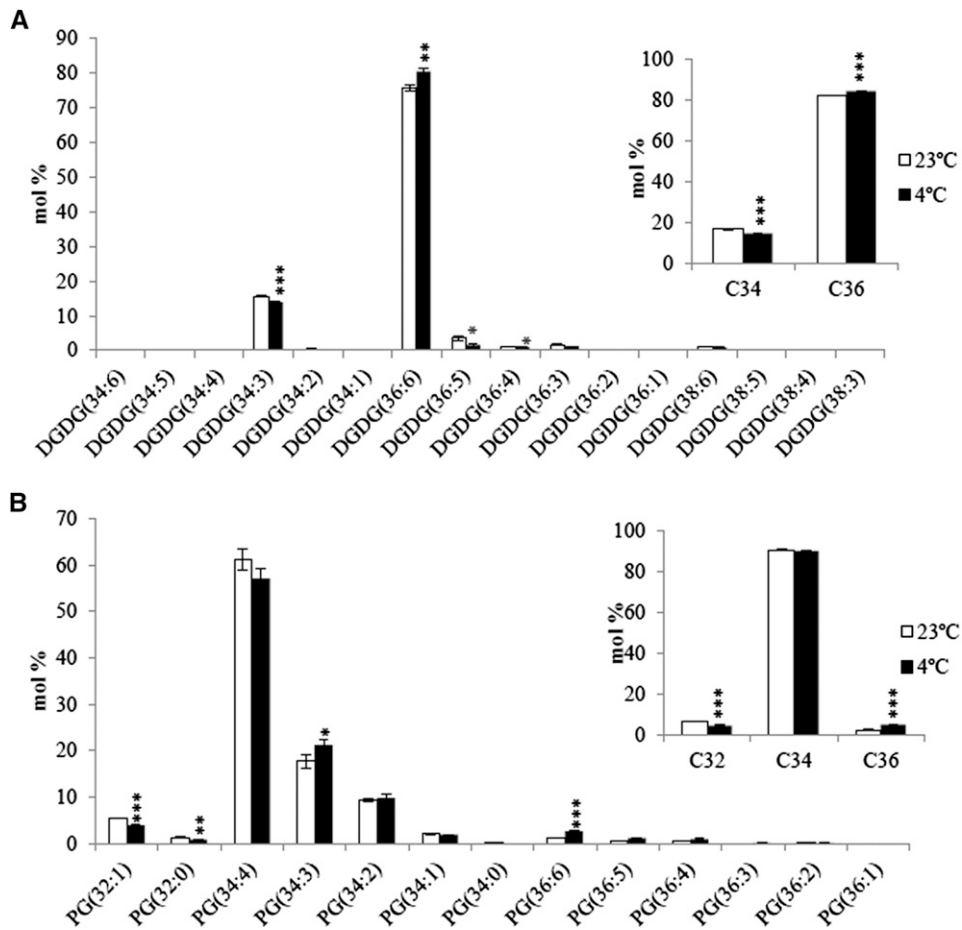 A
mol %
90
80
70
60
50
40
30
20
10
0
***
**
*
*
DGDG(34:6)
DGDG(34:5)
DGDG(34:4)
DGDG(34:3)
DGDG(34:2)
DGDG(34:1)
DGDG(36:6)
DGDG(36:5)
DGDG(36:4)
DGDG(36:3)
DGDG(36:2)
DGDG(36:1)
DGDG(38:6)
DGDG(38:5)
DGDG(38:4)
DGDG(38:3)
mol %
100
80
60
40
20
0
***
***
C34
C36
23°C
4°C
B
mol %
70
60
50
40
30
20
10
0
***
**
*
***
PG(32:1)
PG(32:0)
PG(34:4)
PG(34:3)
PG(34:2)
PG(34:1)
PG(34:0)
PG(36:6)
PG(36:5)
PG(36:4)
PG(36:3)
PG(36:2)
PG(36:1)
mol %
100
80
60
40
20
0
***
***
C32
C34
C36
23°C
4°C